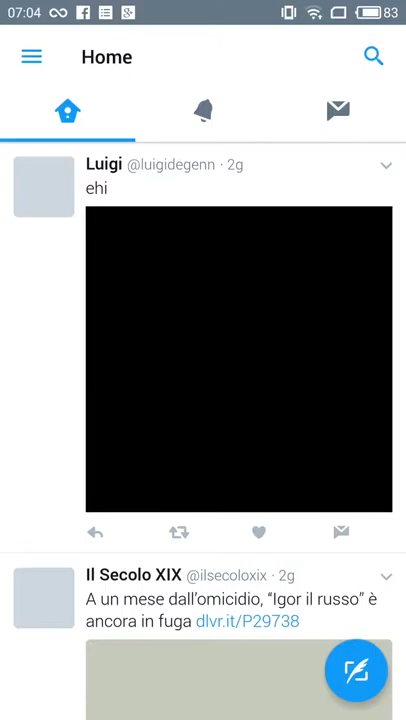 07:04 83
Home
Luigi @luigidegenn · 2g
ehi
Il Secolo XIX @ilsecoloxix · 2g
A un mese dall'omicidio, “Igor il russo” è
ancora in fuga dlvr.it/P29738